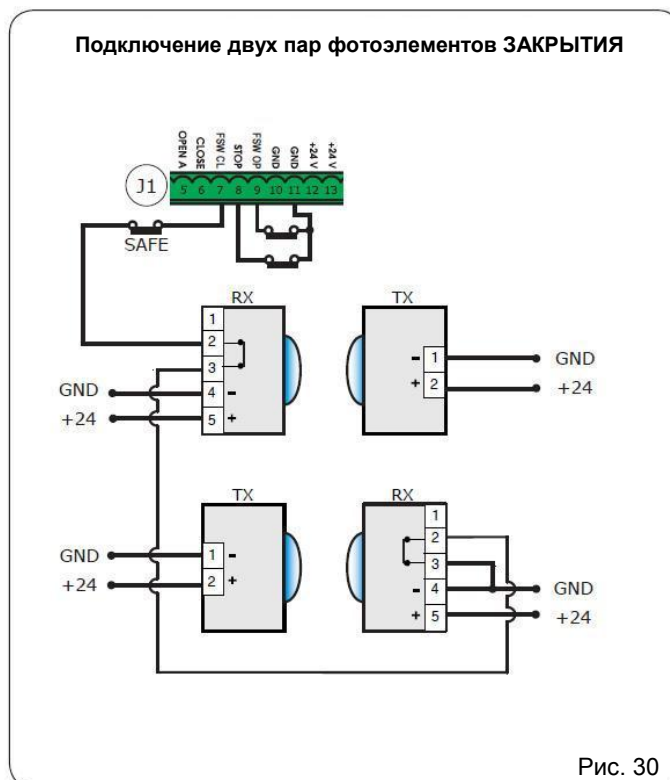 Подключение двух пар фотоэлементов ЗАКРЫТИЯ
OPEN A
CLOSE
FSW CL
STOP
FSW OP
GND
GND
+24 V
+24 V
J1
5 6 7 8 9 10 11 12 13
SAFE
RX
1
2
3
4 -
5 +
GND
+24
TX
- 1
+ 2
GND
+24
TX
1 -
2 +
GND
+24
RX
1
2
3
- 4
+ 5
GND
+24
Рис. 30